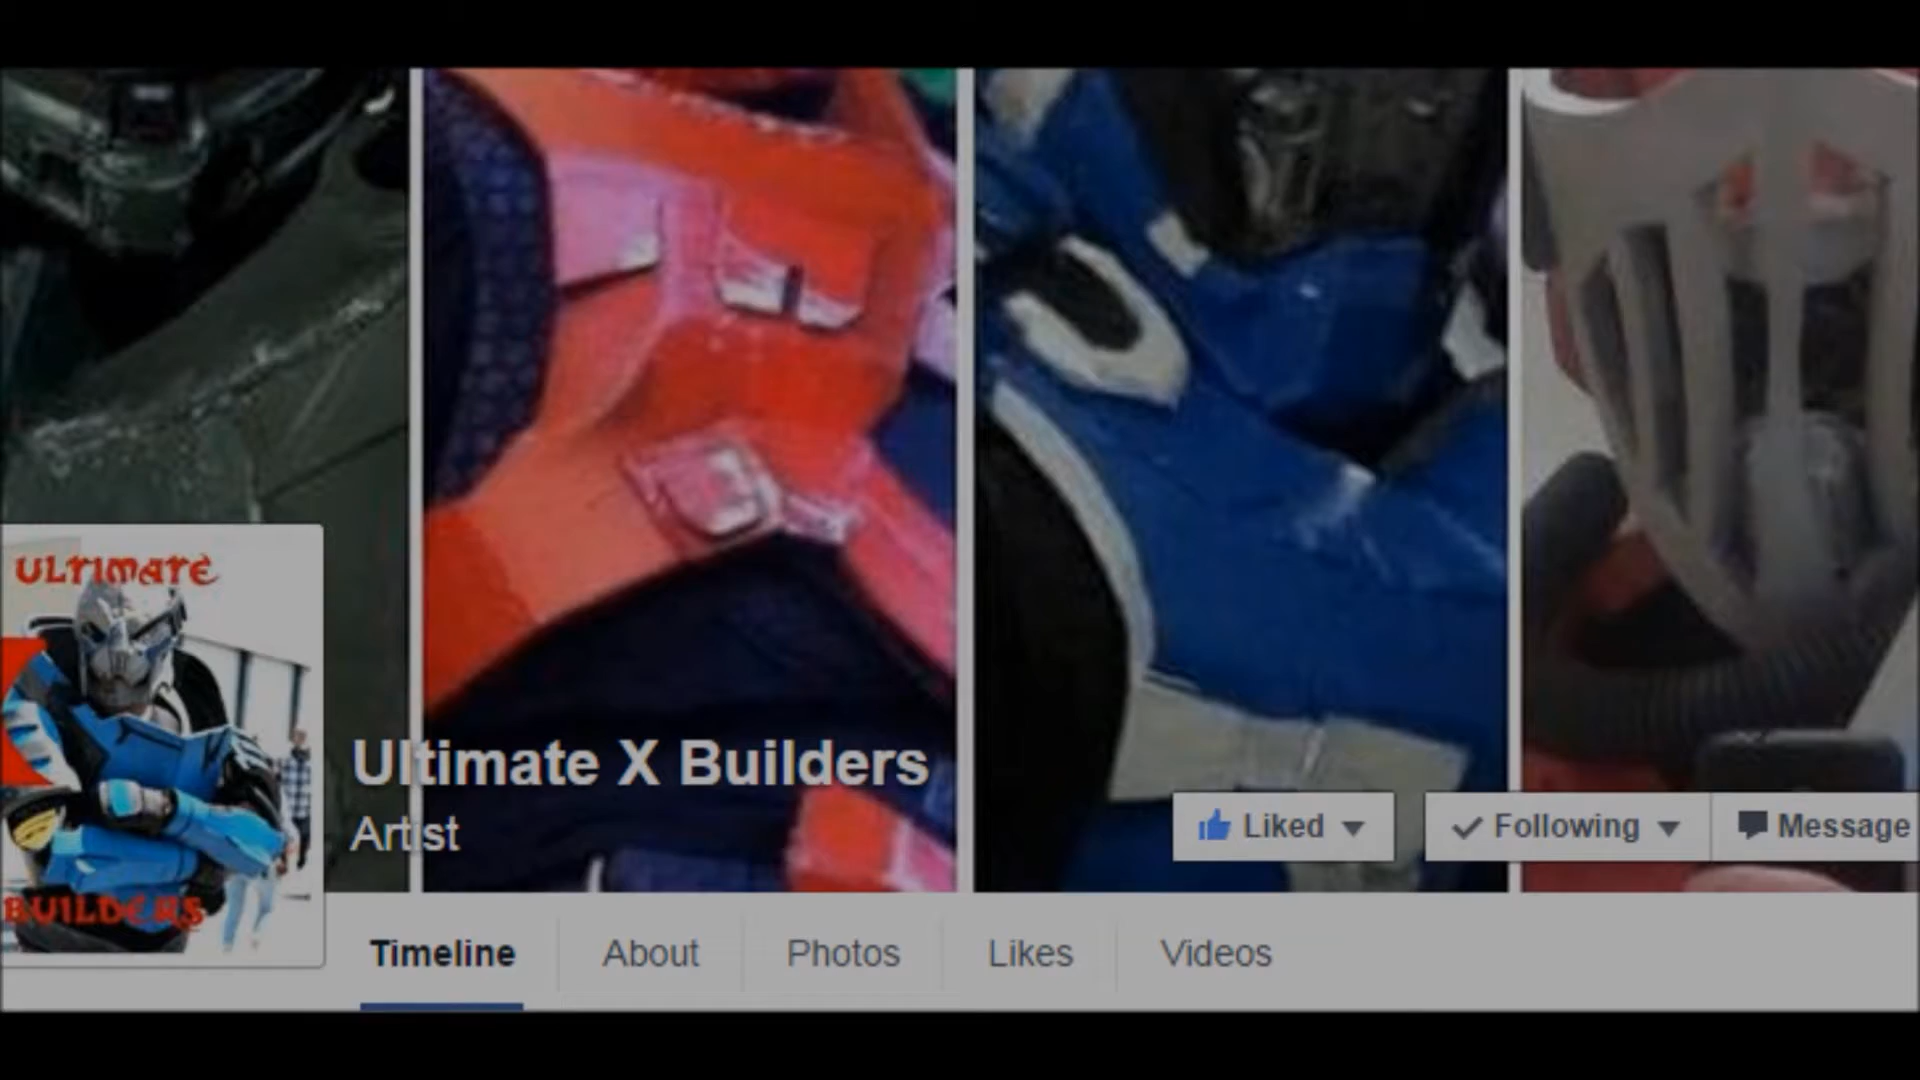 ULTIMATE
BUILDERS
Ultimate X Builders
Artist
Liked
Following
Message
Timeline
About
Photos
Likes
Videos